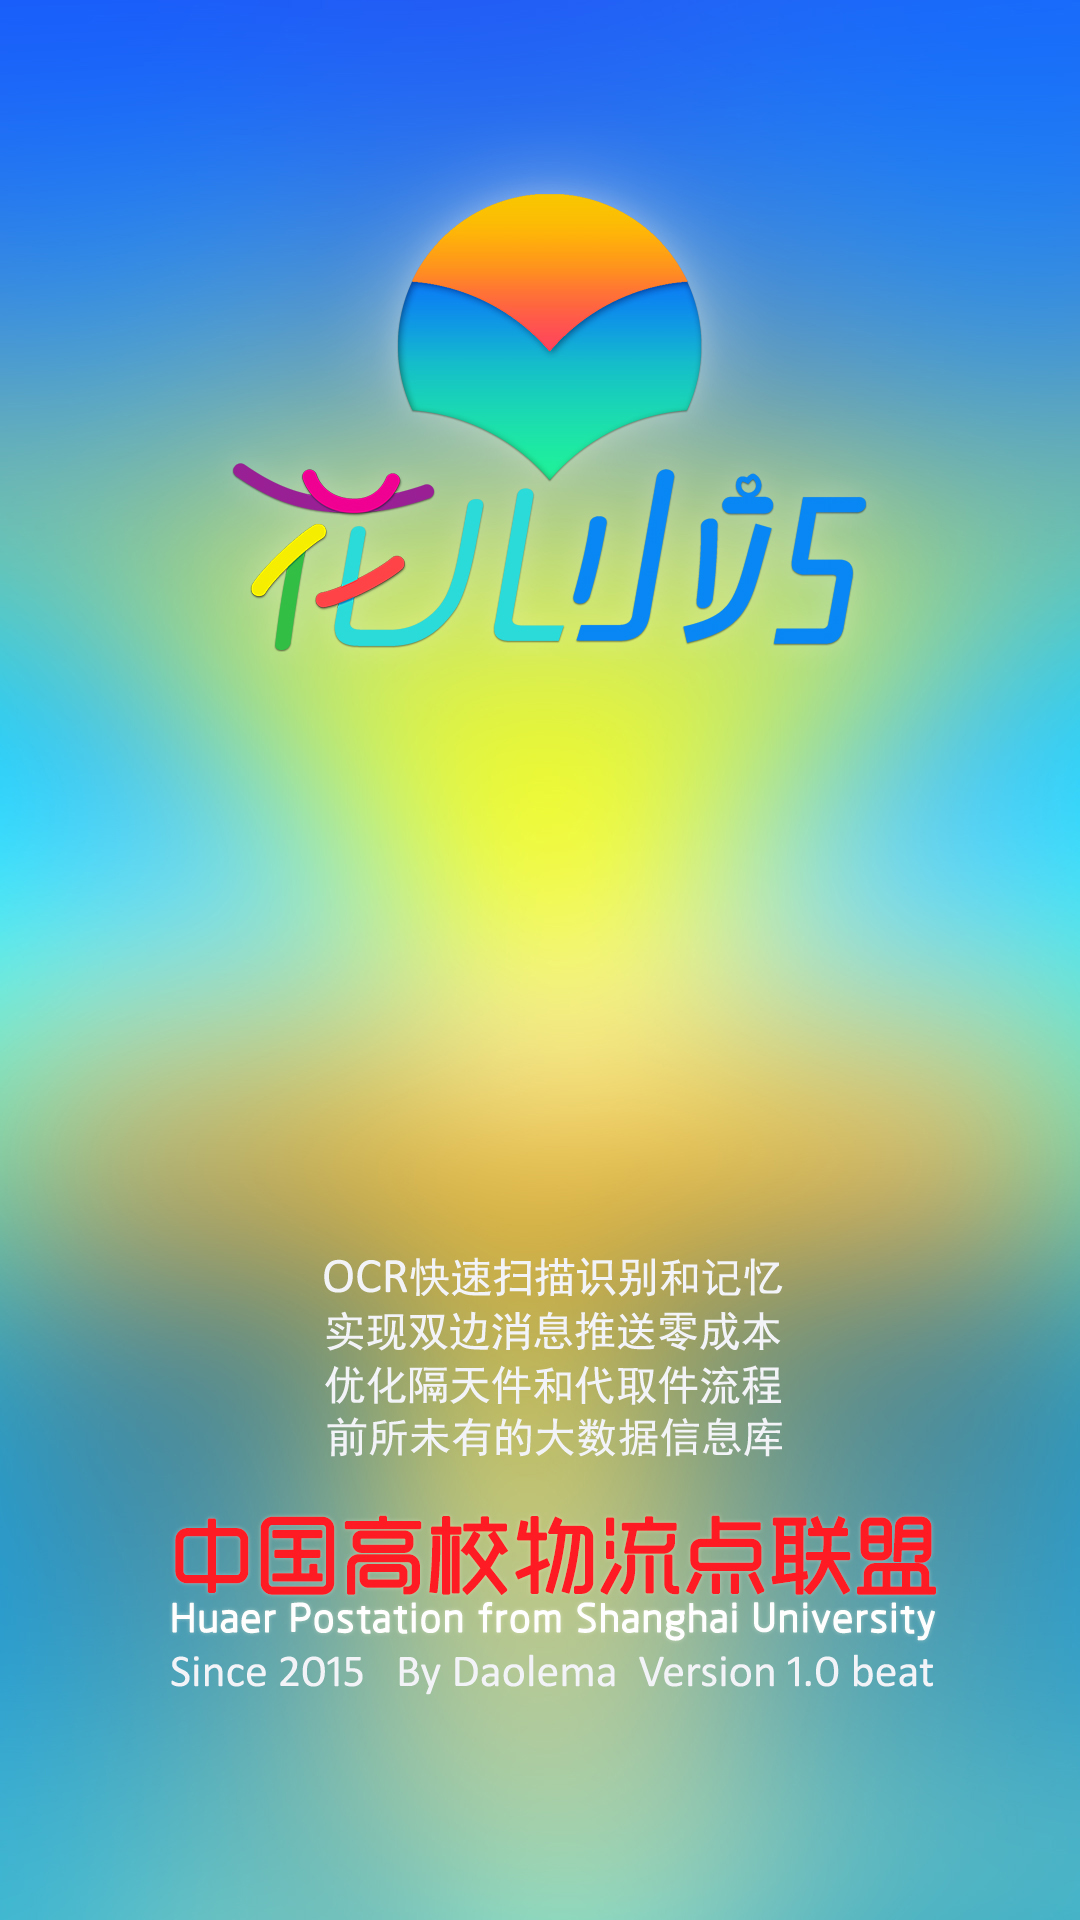 花儿小站
OCR快速扫描识别和记忆
实现双边消息推送零成本
优化隔天件和代取件流程
前所未有的大数据信息库
中国高校物流点联盟
Huaer Postation from Shanghai University
Since 2015 By Daolema Version 1.0 beat